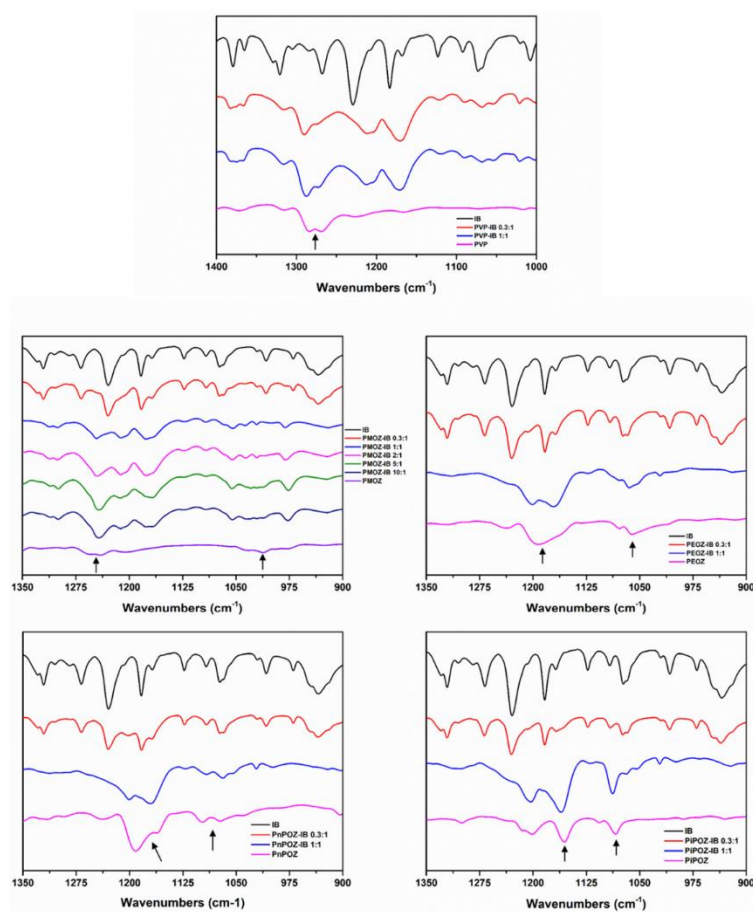 IB
PVP-IB 0.3:1
PVP-IB 1:1
PVP
1400 1300 1200 1100 1000
Wavenumbers (cm-1)
IB
PMOZ-IB 0.3:1
PMOZ-IB 1:1
PMOZ-IB 2:1
PMOZ-IB 5:1
PMOZ-IB 10:1
PMOZ
1350 1275 1200 1125 1050 975 900
Wavenumbers (cm-1)
IB
PEOZ-IB 0.3:1
PEOZ-IB 1:1
PEOZ
1350 1275 1200 1125 1050 975 900
Wavenumbers (cm-1)
IB
PnPOZ-IB 0.3:1
PnPOZ-IB 1:1
PnPOZ
1350 1275 1200 1125 1050 975 900
Wavenumbers (cm-1)
IB
PiPOZ-IB 0.3:1
PiPOZ-IB 1:1
PiPOZ
1350 1275 1200 1125 1050 975 900
Wavenumbers (cm-1)